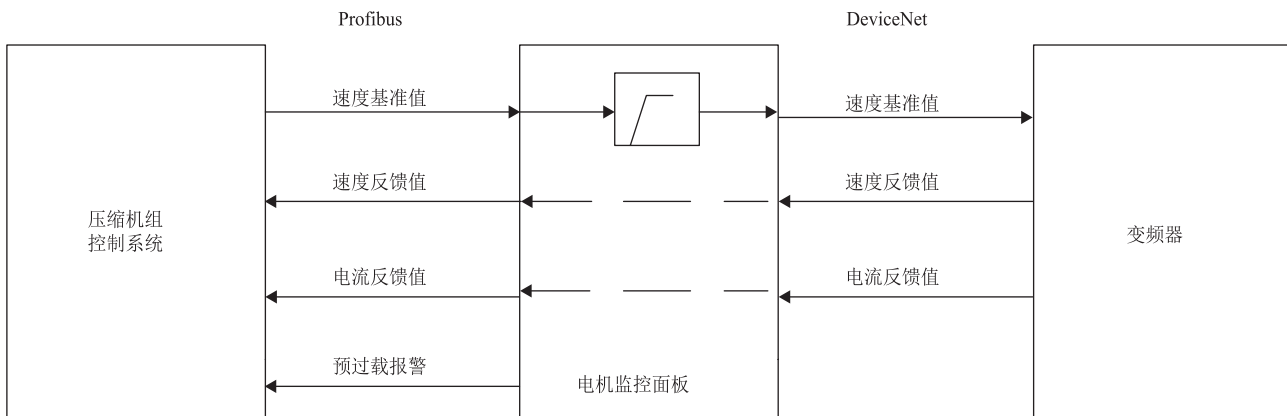 Profibus
DeviceNet
速度基准值
速度基准值
速度反馈值
速度反馈值
压缩机组
控制系统
变频器
电流反馈值
电流反馈值
预过载报警
电机监控面板